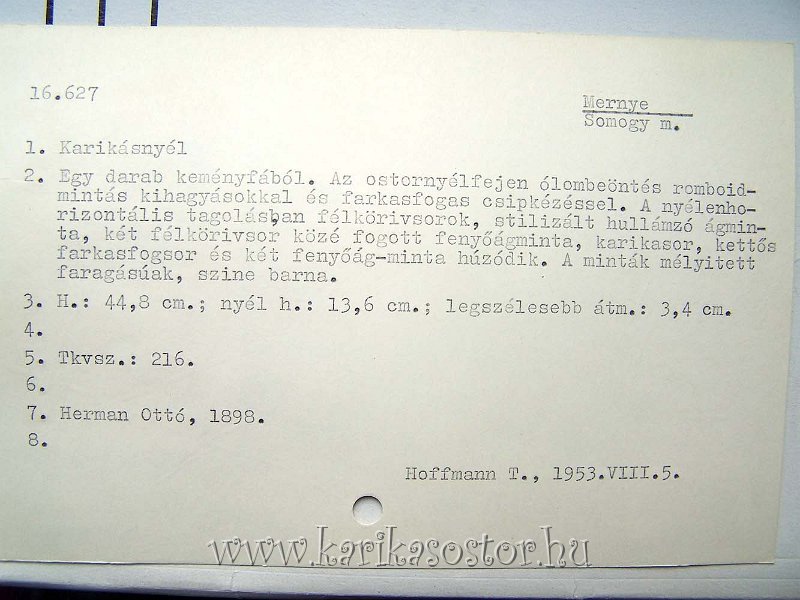 16.627
Mernye
Somogy m.
1. Karikásnyél
2. Egy darab keményfából. Az ostornyélfejen ólombeöntés romboid-
mintás kihagyásokkal és farkasfogas csipkézéssel. A nyélenho-
rizontális tagolásban félkörivsorok, stilizált hullámzó ágmin-
ta, két félkörivsor közé fogott fenyőágminta, karikasor, kettős
farkasfogsor és két fenyőág-minta húzódik. A minták mélyitett
faragásúak, szine barna.
3. H.: 44,8 cm.; nyél h.: 13,6 cm.; legszélesebb átm.: 3,4 cm.
4.
5. Tkvsz.: 216.
6.
7. Herman Ottó, 1898.
8.
Hoffmann T., 1953.VIII.5.
www.karikasostor.hu